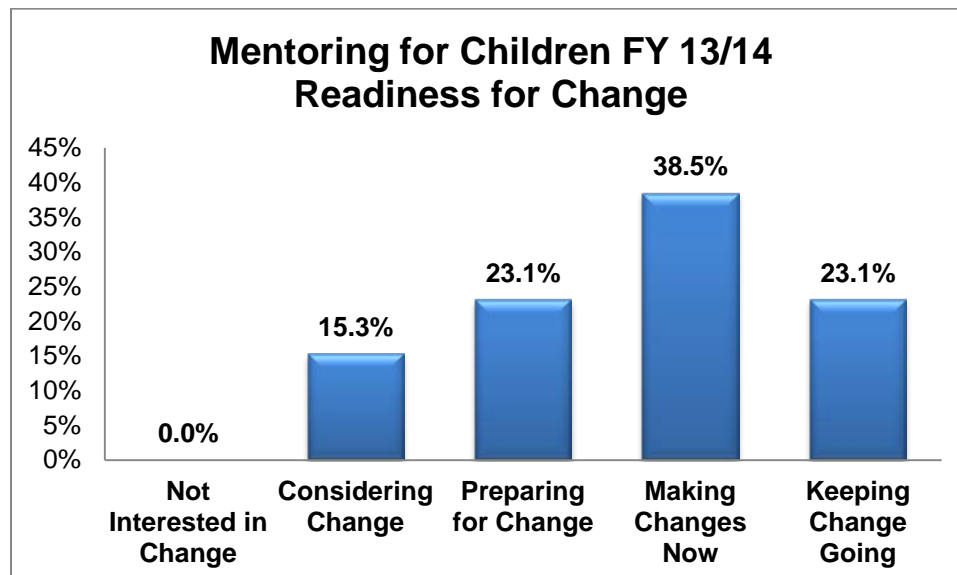 Mentoring for Children FY 13/14
Readiness for Change
45%
40%
35%
30%
25%
20%
15%
10%
5%
0%
0.0%
15.3%
23.1%
38.5%
23.1%
Not
Interested in
Change
Considering
Change
Preparing
for Change
Making
Changes
Now
Keeping
Change
Going